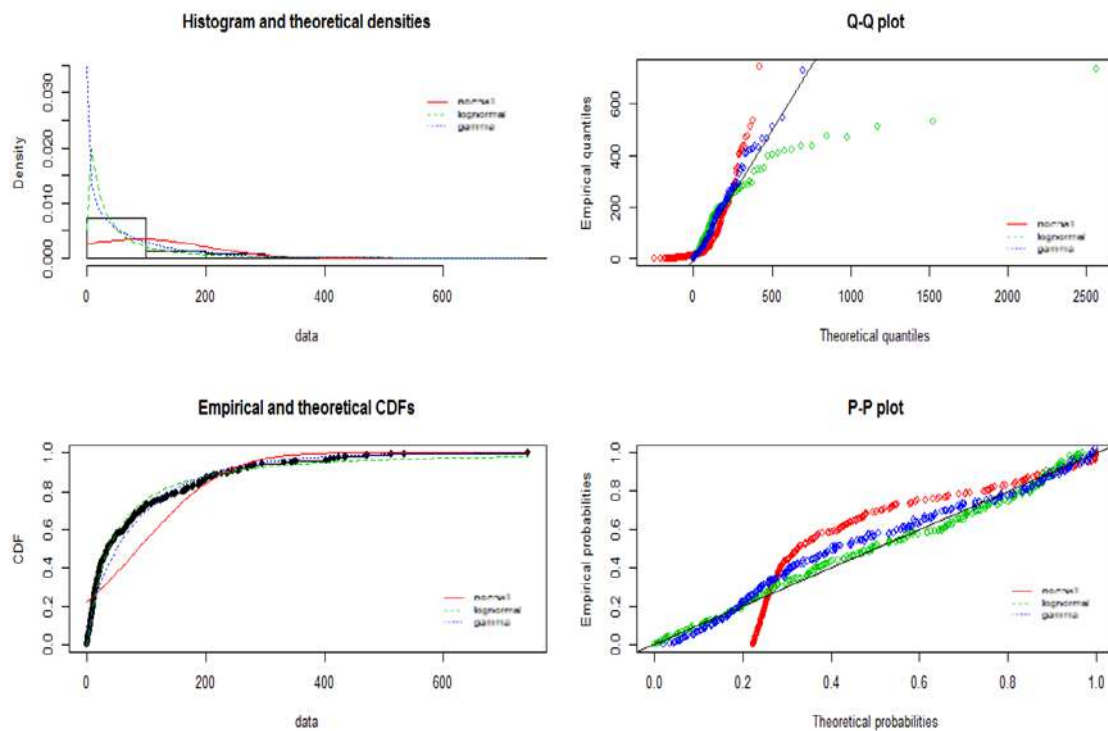 Histogram and theoretical densities
Density
0.000 0.010 0.020 0.030
normal
lognormal
gamma
0 200 400 600
data
Q-Q plot
Empirical quantiles
0 200 400 600
normal
lognormal
gamma
0 500 1000 1500 2000 2500
Theoretical quantiles
Empirical and theoretical CDFs
CDF
0.0 0.2 0.4 0.6 0.8 1.0
normal
lognormal
gamma
0 200 400 600
data
P-P plot
Empirical probabilities
0.0 0.2 0.4 0.6 0.8 1.0
normal
lognormal
gamma
0.0 0.2 0.4 0.6 0.8 1.0
Theoretical probabilities